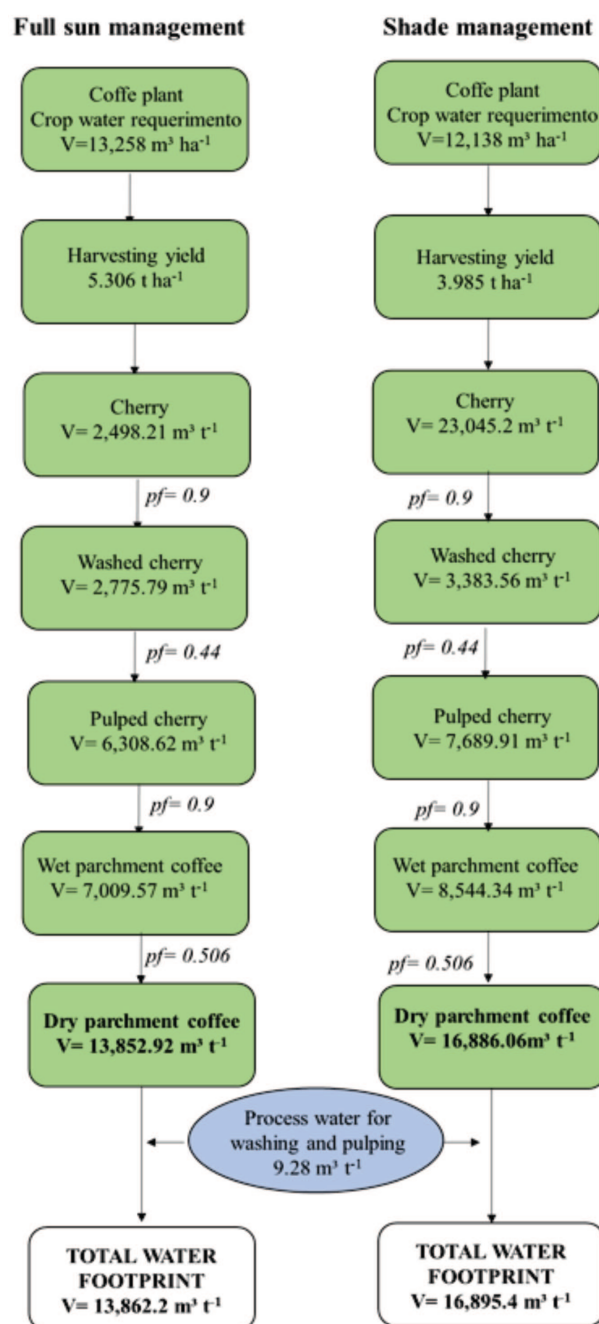 Full sun management
Coffe plant
Crop water requerimento
V=13,258 m³ ha⁻¹
Harvesting yield
5.306 t ha⁻¹
Cherry
V= 2,498.21 m³ t⁻¹
pf= 0.9
Washed cherry
V= 2,775.79 m³ t⁻¹
pf= 0.44
Pulped cherry
V= 6,308.62 m³ t⁻¹
pf= 0.9
Wet parchment coffee
V= 7,009.57 m³ t⁻¹
pf= 0.506
Dry parchment coffee
V= 13,852.92 m³ t⁻¹
Shade management
Coffe plant
Crop water requerimento
V=12,138 m³ ha⁻¹
Harvesting yield
3.985 t ha⁻¹
Cherry
V= 23,045.2 m³ t⁻¹
pf= 0.9
Washed cherry
V= 3,383.56 m³ t⁻¹
pf= 0.44
Pulped cherry
V= 7,689.91 m³ t⁻¹
pf= 0.9
Wet parchment coffee
V= 8,544.34 m³ t⁻¹
pf= 0.506
Dry parchment coffee
V= 16,886.06m³ t⁻¹
Process water for
washing and pulping
9.28 m³ t⁻¹
TOTAL WATER
FOOTPRINT
V= 13,862.2 m³ t⁻¹
TOTAL WATER
FOOTPRINT
V= 16,895.4 m³ t⁻¹